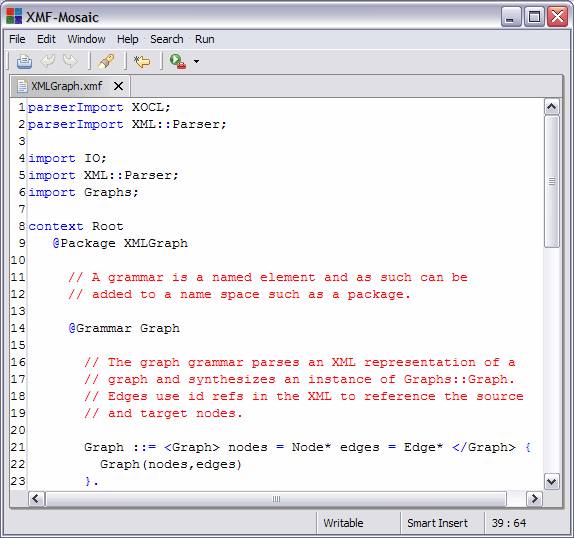 XMF-Mosaic
File Edit Window Help Search Run
XMLGraph.xmf
1 parserImport XOCL;
2 parserImport XML::Parser;
3
4 import IO;
5 import XML::Parser;
6 import Graphs;
7
8 context Root
9 @Package XMLGraph
10
11 // A grammar is a named element and as such can be
12 // added to a name space such as a package.
13
14 @Grammar Graph
15
16 // The graph grammar parses an XML representation of a
17 // graph and synthesizes an instance of Graphs::Graph.
18 // Edges use id refs in the XML to reference the source
19 // and target nodes.
20
21 Graph ::= <Graph> nodes = Node* edges = Edge* </Graph> {
22 Graph(nodes,edges)
23 }.
Writable Smart Insert 39 : 64